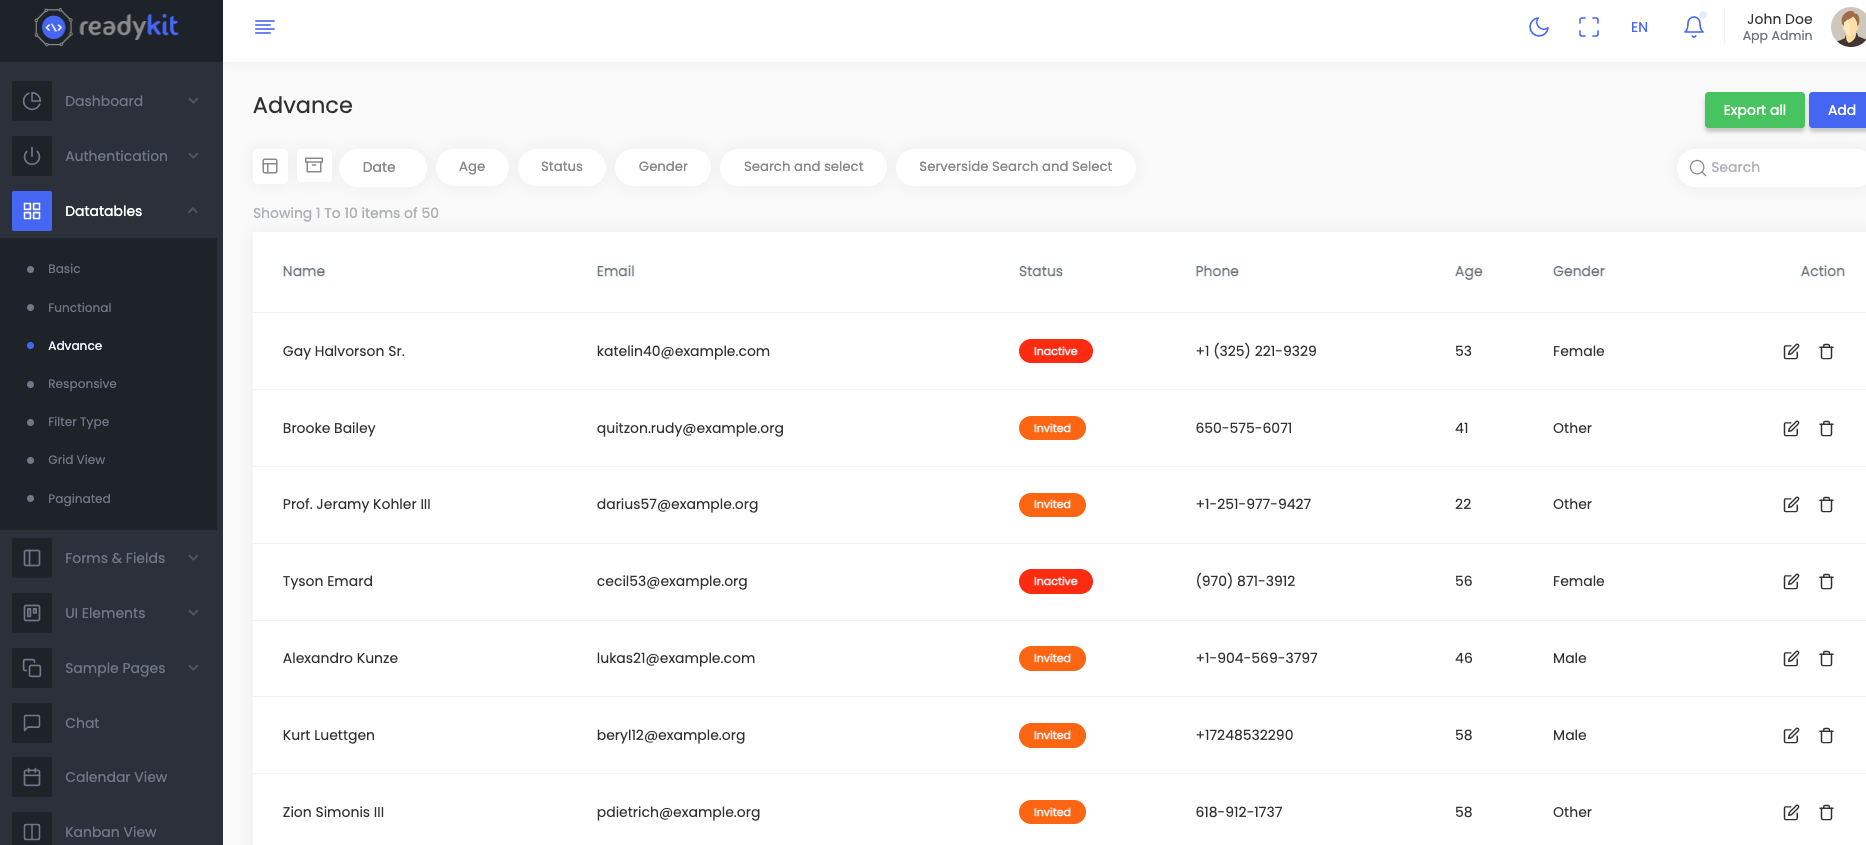 readykit
EN
John Doe
App Admin
Dashboard
Authentication
Datatables
Basic
Functional
Advance
Responsive
Filter Type
Grid View
Paginated
Forms & Fields
UI Elements
Sample Pages
Chat
Calendar View
Kanban View
Advance
Export all
Add
Date
Age
Status
Gender
Search and select
Serverside Search and Select
Search
Showing 1 To 10 items of 50
Name Email Status Phone Age Gender Action
Gay Halvorson Sr. katelin40@example.com Inactive +1 (325) 221-9329 53 Female
Brooke Bailey quitzon.rudy@example.org Invited 650-575-6071 41 Other
Prof. Jeramy Kohler III darius57@example.org Invited +1-251-977-9427 22 Other
Tyson Emard cecil53@example.org Inactive (970) 871-3912 56 Female
Alexandro Kunze lukas21@example.com Invited +1-904-569-3797 46 Male
Kurt Luettgen beryl12@example.org Invited +17248532290 58 Male
Zion Simonis III pdietrich@example.org Invited 618-912-1737 58 Other